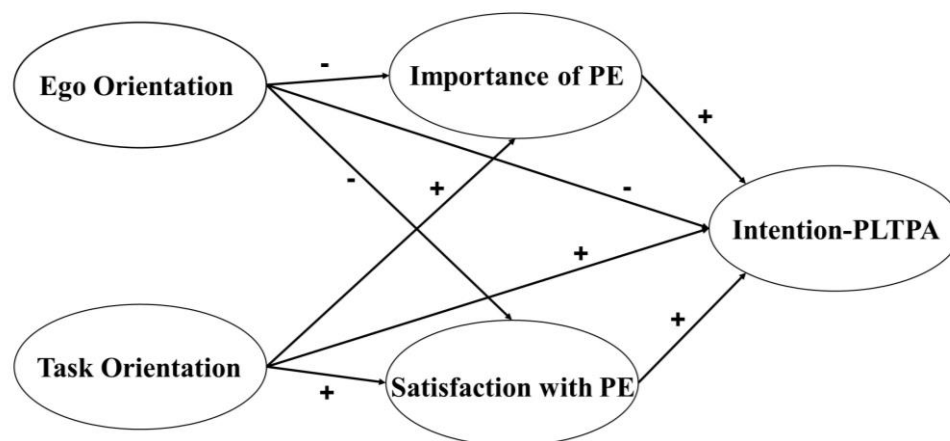 Ego Orientation
-
Importance of PE
+
-
+
-
Intention-PLTPA
+
+
Task Orientation
+
Satisfaction with PE